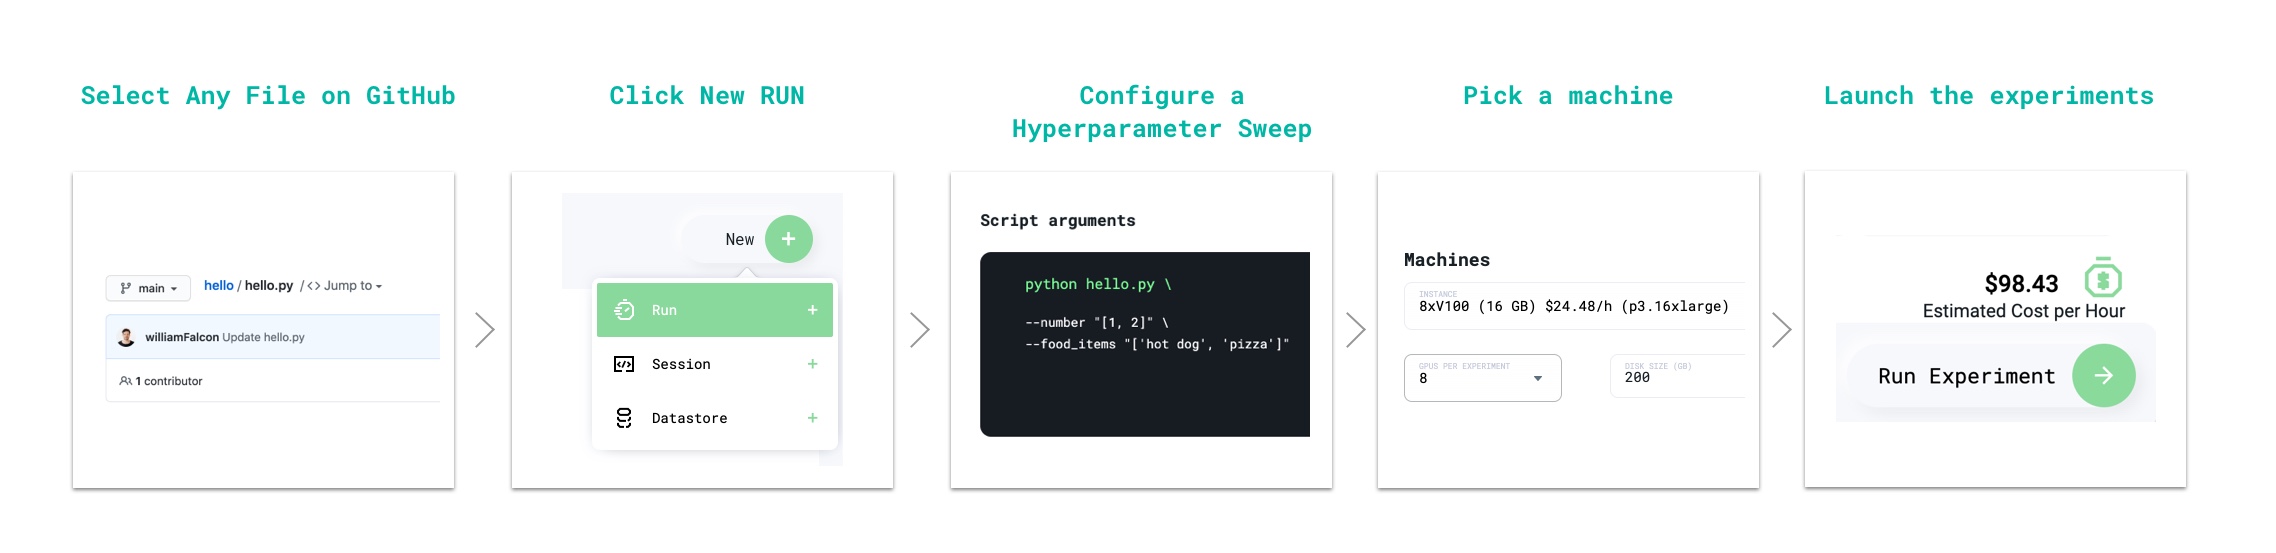 Select Any File on GitHub
main
hello / hello.py / <> Jump to
williamFalcon Update hello.py
1 contributor
Click New RUN
New +
Run +
Session +
Datastore +
Configure a
Hyperparameter Sweep
Script arguments
python hello.py \
--number "[1, 2]" \
--food_items "['hot dog', 'pizza']"
Pick a machine
Machines
INSTANCE
8xV100 (16 GB) $24.48/h (p3.16xlarge)
GPUS PER EXPERIMENT
8
DISK SIZE (GB)
200
Launch the experiments
$98.43
Estimated Cost per Hour
Run Experiment